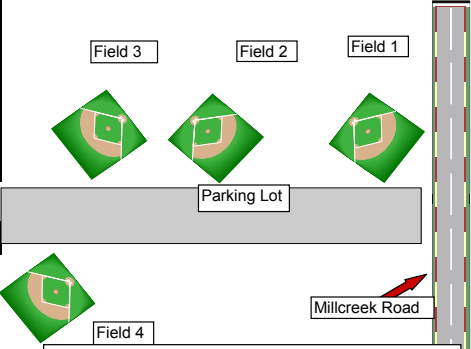 Field 3
Field 2
Field 1
Parking Lot
Millcreek Road
Field 4